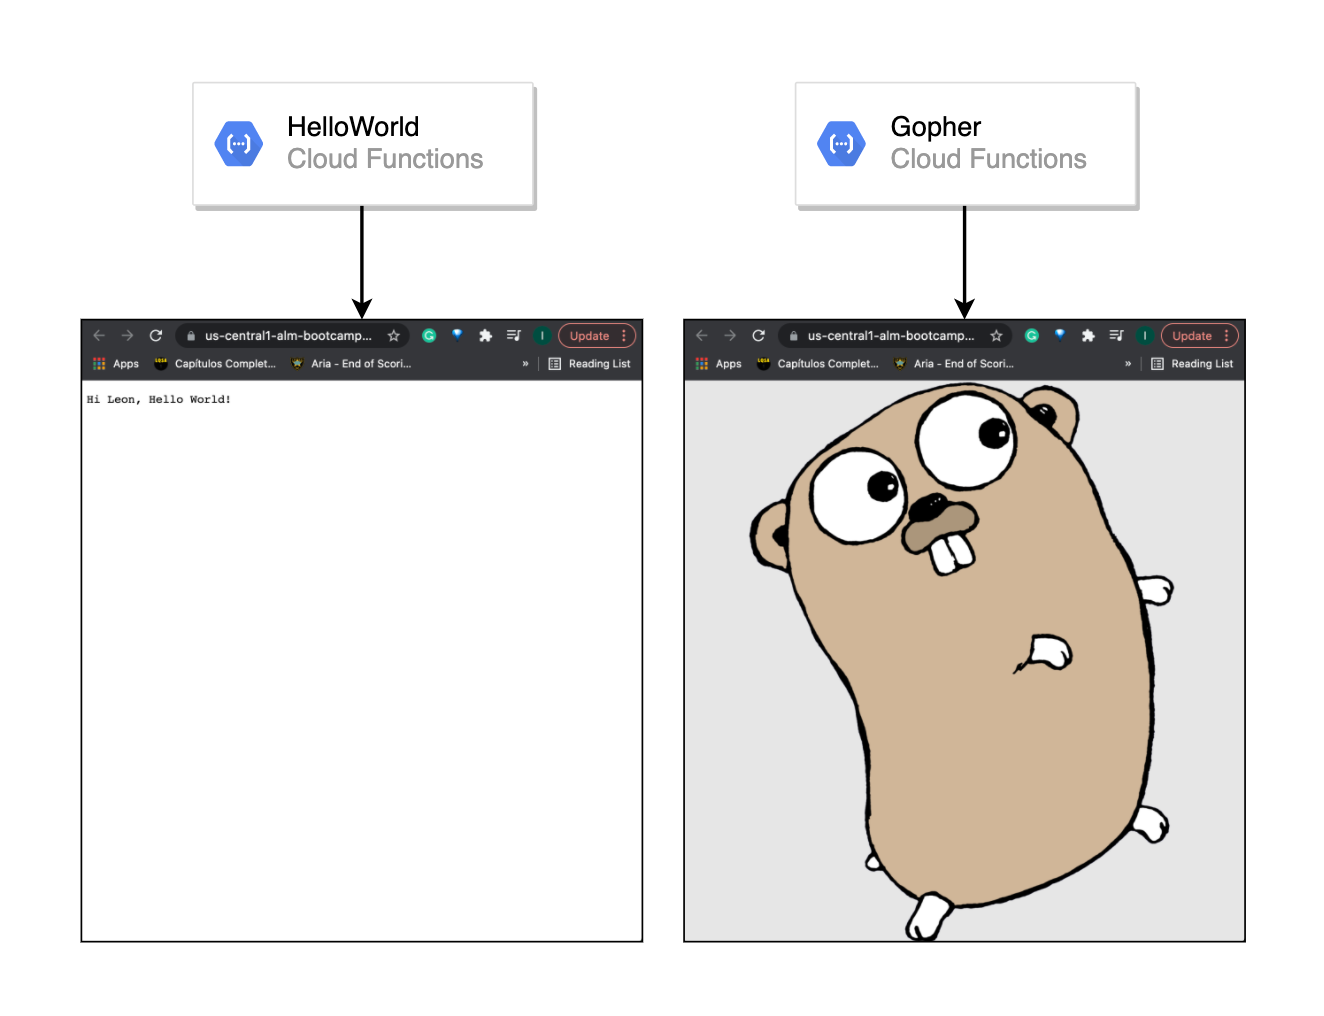 HelloWorld
Cloud Functions
us-central1-alm-bootcamp...
Update
Apps
Capítulos Complet...
Aria - End of Scori...
»
Reading List
Hi Leon, Hello World!
Gopher
Cloud Functions
us-central1-alm-bootcamp...
Update
Apps
Capítulos Complet...
Aria - End of Scori...
»
Reading List